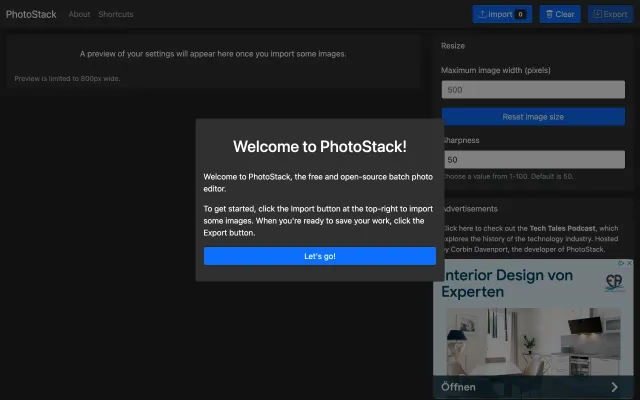 PhotoStack About Shortcuts Import 0 Clear Export
A preview of your settings will appear here once you import some images.
Preview is limited to 800px wide.
Resize
Maximum image width (pixels)
500
Reset image size
Sharpness
50
Choose a value from 1-100. Default is 50.
Welcome to PhotoStack!
Welcome to PhotoStack, the free and open-source batch photo
editor.
To get started, click the Import button at the top-right to import
some images. When you're ready to save your work, click the
Export button.
Let's go!
Advertisements
Click here to check out the Tech Tales Podcast, which
explores the history of the technology industry. Hosted
by Corbin Davenport, the developer of PhotoStack.
Interior Design von
Experten
Öffnen